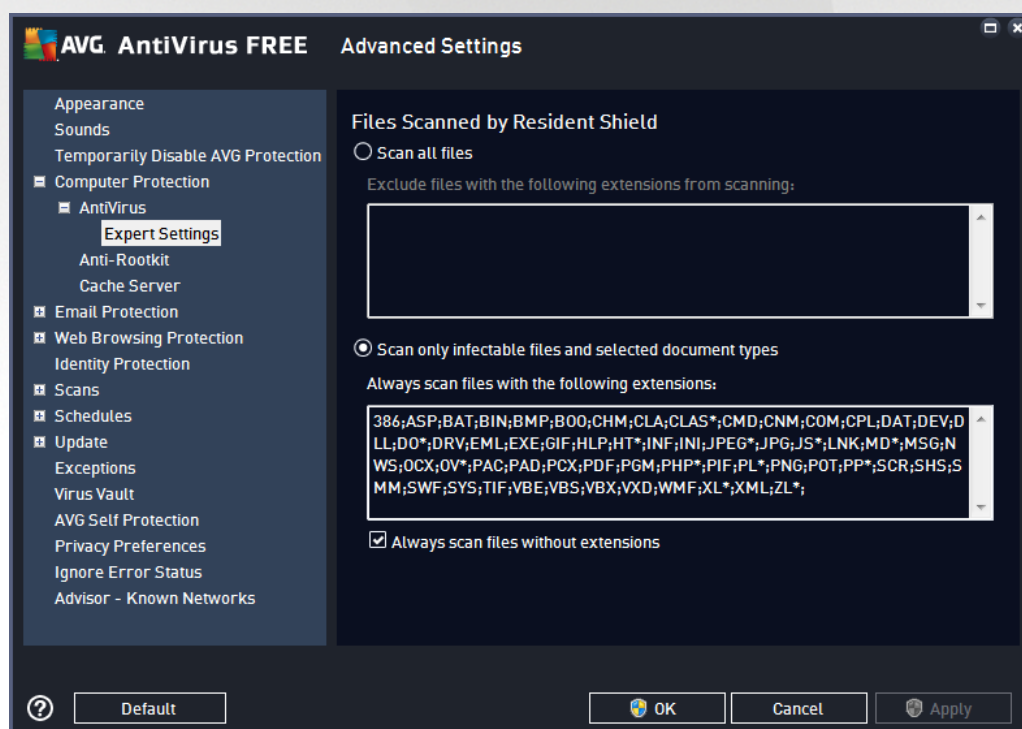 AVG. AntiVirus FREE Advanced Settings
Appearance
Sounds
Temporarily Disable AVG Protection
Computer Protection
AntiVirus
Expert Settings
Anti-Rootkit
Cache Server
Email Protection
Web Browsing Protection
Identity Protection
Scans
Schedules
Update
Exceptions
Virus Vault
AVG Self Protection
Privacy Preferences
Ignore Error Status
Advisor - Known Networks
Files Scanned by Resident Shield
Scan all files
Exclude files with the following extensions from scanning:
Scan only infectable files and selected document types
Always scan files with the following extensions:
386;ASP;BAT;BIN;BMP;BOO;CHM;CLA;CLAS*;CMD;CNM;COM;CPL;DAT;DEV;D
LL;DO*;DRV;EML;EXE;GIF;HLP;HT*;INF;INI;JPEG*;JPG;JS*;LNK;MD*;MSG;N
WS;OCX;OV*;PAC;PAD;PCX;PDF;PGM;PHP*;PIF;PL*;PNG;POT;PP*;SCR;SHS;S
MM;SWF;SYS;TIF;VBE;VBS;VBX;VXD;WMF;XL*;XML;ZL*;
Always scan files without extensions
? Default OK Cancel Apply